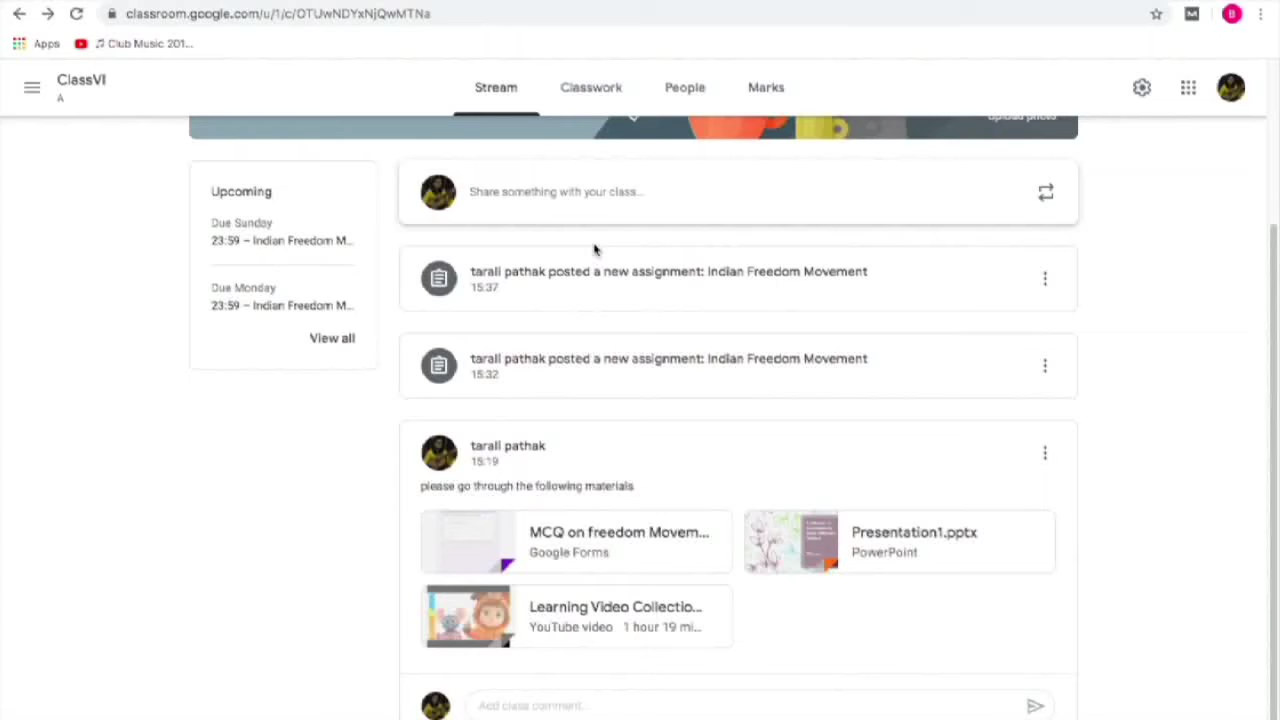 classroom.google.com/u/1/c/OTUwNDYxNjQwMTNa
B
Apps
Club Music 201...
ClassVI
A
Stream
Classwork
People
Marks
Upload photo
Upcoming
Due Sunday
23:59 – Indian Freedom M...
Due Monday
23:59 – Indian Freedom M...
View all
Share something with your class...
tarali pathak posted a new assignment: Indian Freedom Movement
15:37
tarali pathak posted a new assignment: Indian Freedom Movement
15:32
tarali pathak
15:19
please go through the following materials
MCQ on freedom Movem...
Google Forms
Presentation1.pptx
PowerPoint
Learning Video Collectio...
YouTube video 1 hour 19 mi...
Add class comment...